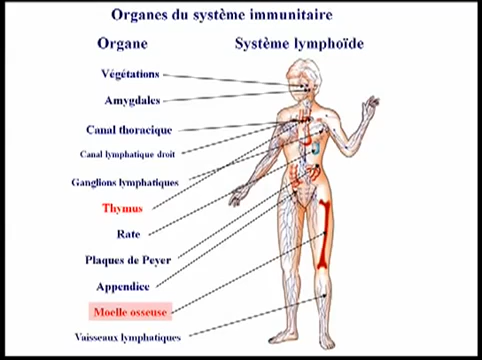 Organes du système immunitaire
Organe
Système lymphoïde
Végétations
Amygdales
Canal thoracique
Canal lymphatique droit
Ganglions lymphatiques
Thymus
Rate
Plaques de Peyer
Appendice
Moelle osseuse
Vaisseaux lymphatiques